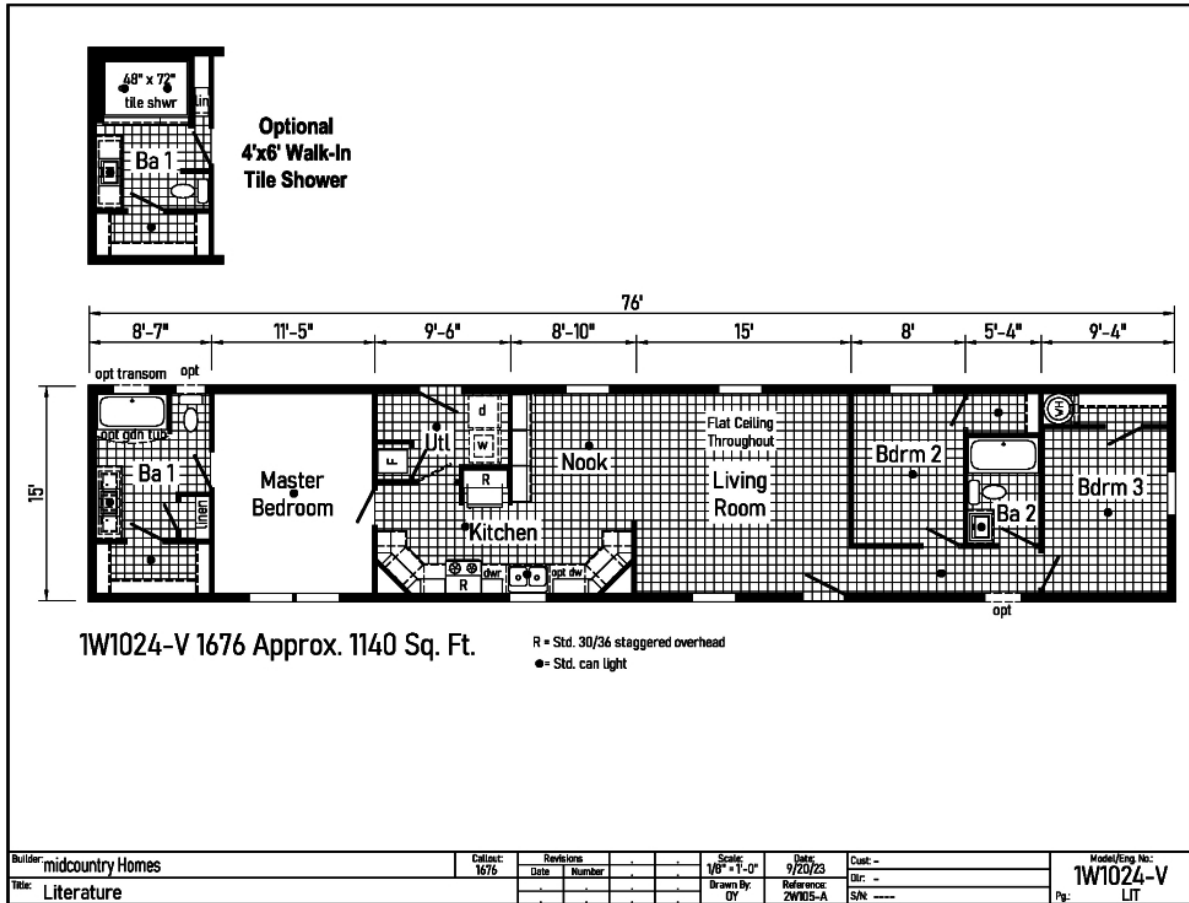 48" x 72"
tile shwr
lin
Ba 1
Optional
4'x6' Walk-In
Tile Shower
76'
8'-7"
11'-5"
9'-6"
8'-10"
15'
8'
5'-4"
9'-4"
opt transom
opt
15'
opt gdn tub
Ba 1
linen
Master
Bedroom
Utl
F
d
w
R
Kitchen
R
dwr
opt dw
Nook
Flat Ceiling
Throughout
Living
Room
Bdrm 2
Ba 2
WH
Bdrm 3
opt
1W1024-V 1676 Approx. 1140 Sq. Ft.
R = Std. 30/36 staggered overhead
●= Std. can light
Builder: midcountry Homes
Title: Literature
Callout:
1676
Revisions
Date Number
Scale:
1/8" = 1'-0"
Drawn By:
OY
Date:
9/20/23
Reference:
2W105-A
Cust: -
Dlr: -
S/N: ----
Model/Eng. No.:
1W1024-V
Pg.: LIT